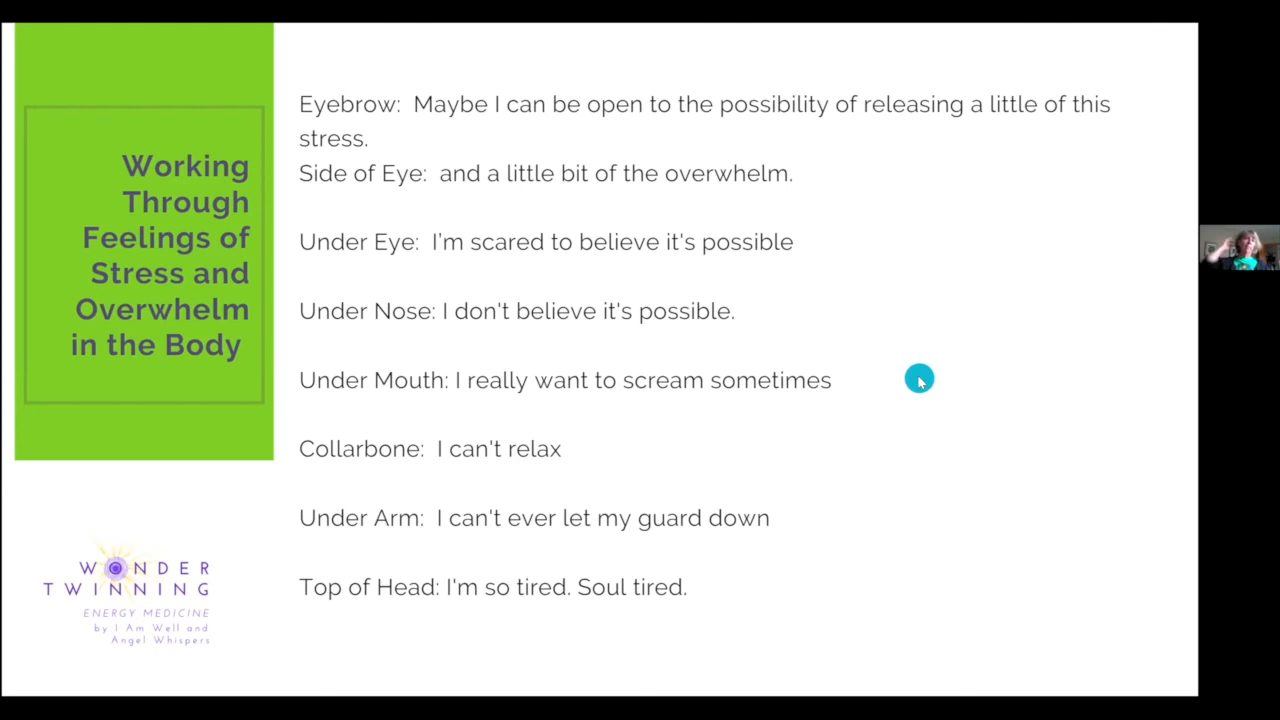 Working
Through
Feelings of
Stress and
Overwhelm
in the Body
Eyebrow:  Maybe I can be open to the possibility of releasing a little of this
stress.
Side of Eye:  and a little bit of the overwhelm.
Under Eye:  I'm scared to believe it's possible
Under Nose: I don't believe it's possible.
Under Mouth: I really want to scream sometimes
Collarbone:  I can't relax
Under Arm:  I can't ever let my guard down
Top of Head: I'm so tired. Soul tired.
WONDER
TWINNING
ENERGY MEDICINE
by I Am Well and
Angel Whispers